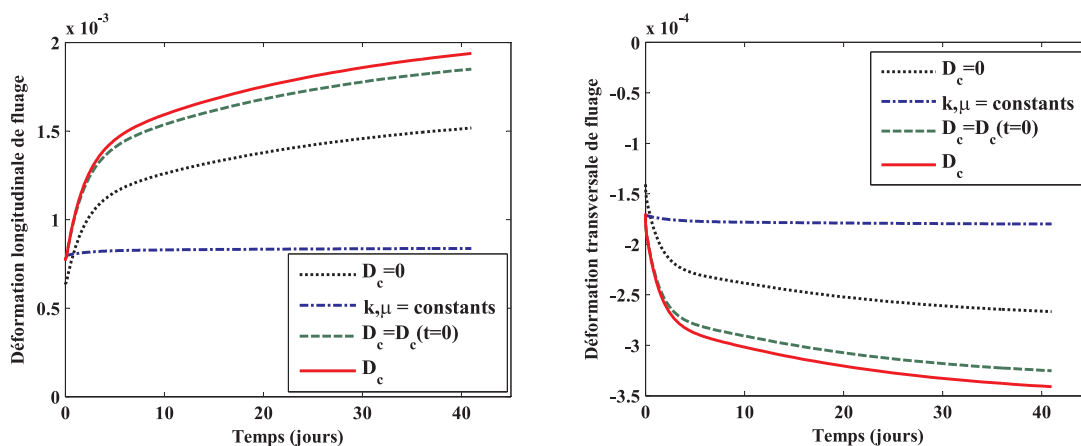 x 10⁻³
2
1.5
1
0.5
0
0 10 20 30 40
Temps (jours)
Déformation longitudinale de fluage
D_c=0
k,μ = constants
D_c=D_c(t=0)
D_c
x 10⁻⁴
0
-0.5
-1
-1.5
-2
-2.5
-3
-3.5
0 10 20 30 40
Temps (jours)
Déformation transversale de fluage
D_c=0
k,μ = constants
D_c=D_c(t=0)
D_c